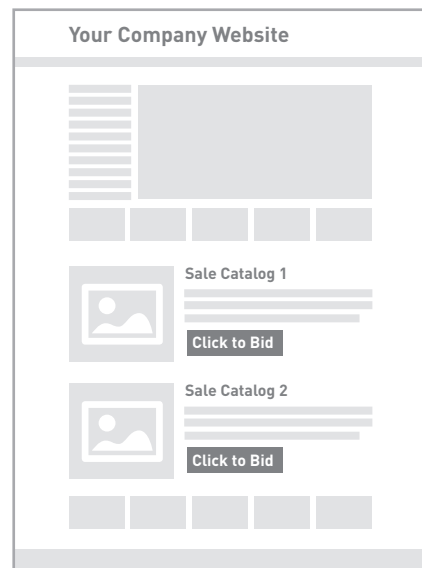 Your Company Website
Sale Catalog 1
Click to Bid
Sale Catalog 2
Click to Bid